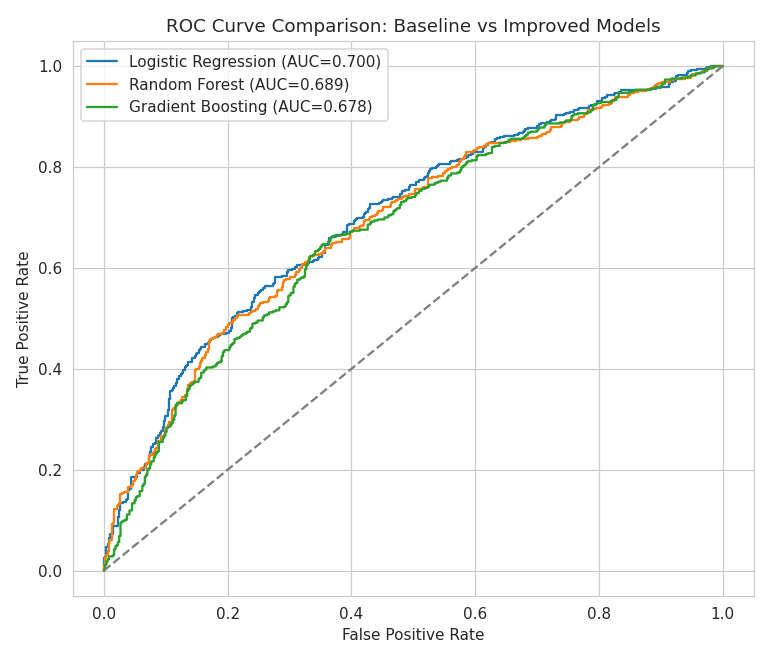 ROC Curve Comparison: Baseline vs Improved Models
Logistic Regression (AUC=0.700)
Random Forest (AUC=0.689)
Gradient Boosting (AUC=0.678)
True Positive Rate
1.0
0.8
0.6
0.4
0.2
0.0
0.0
0.2
0.4
0.6
0.8
1.0
False Positive Rate